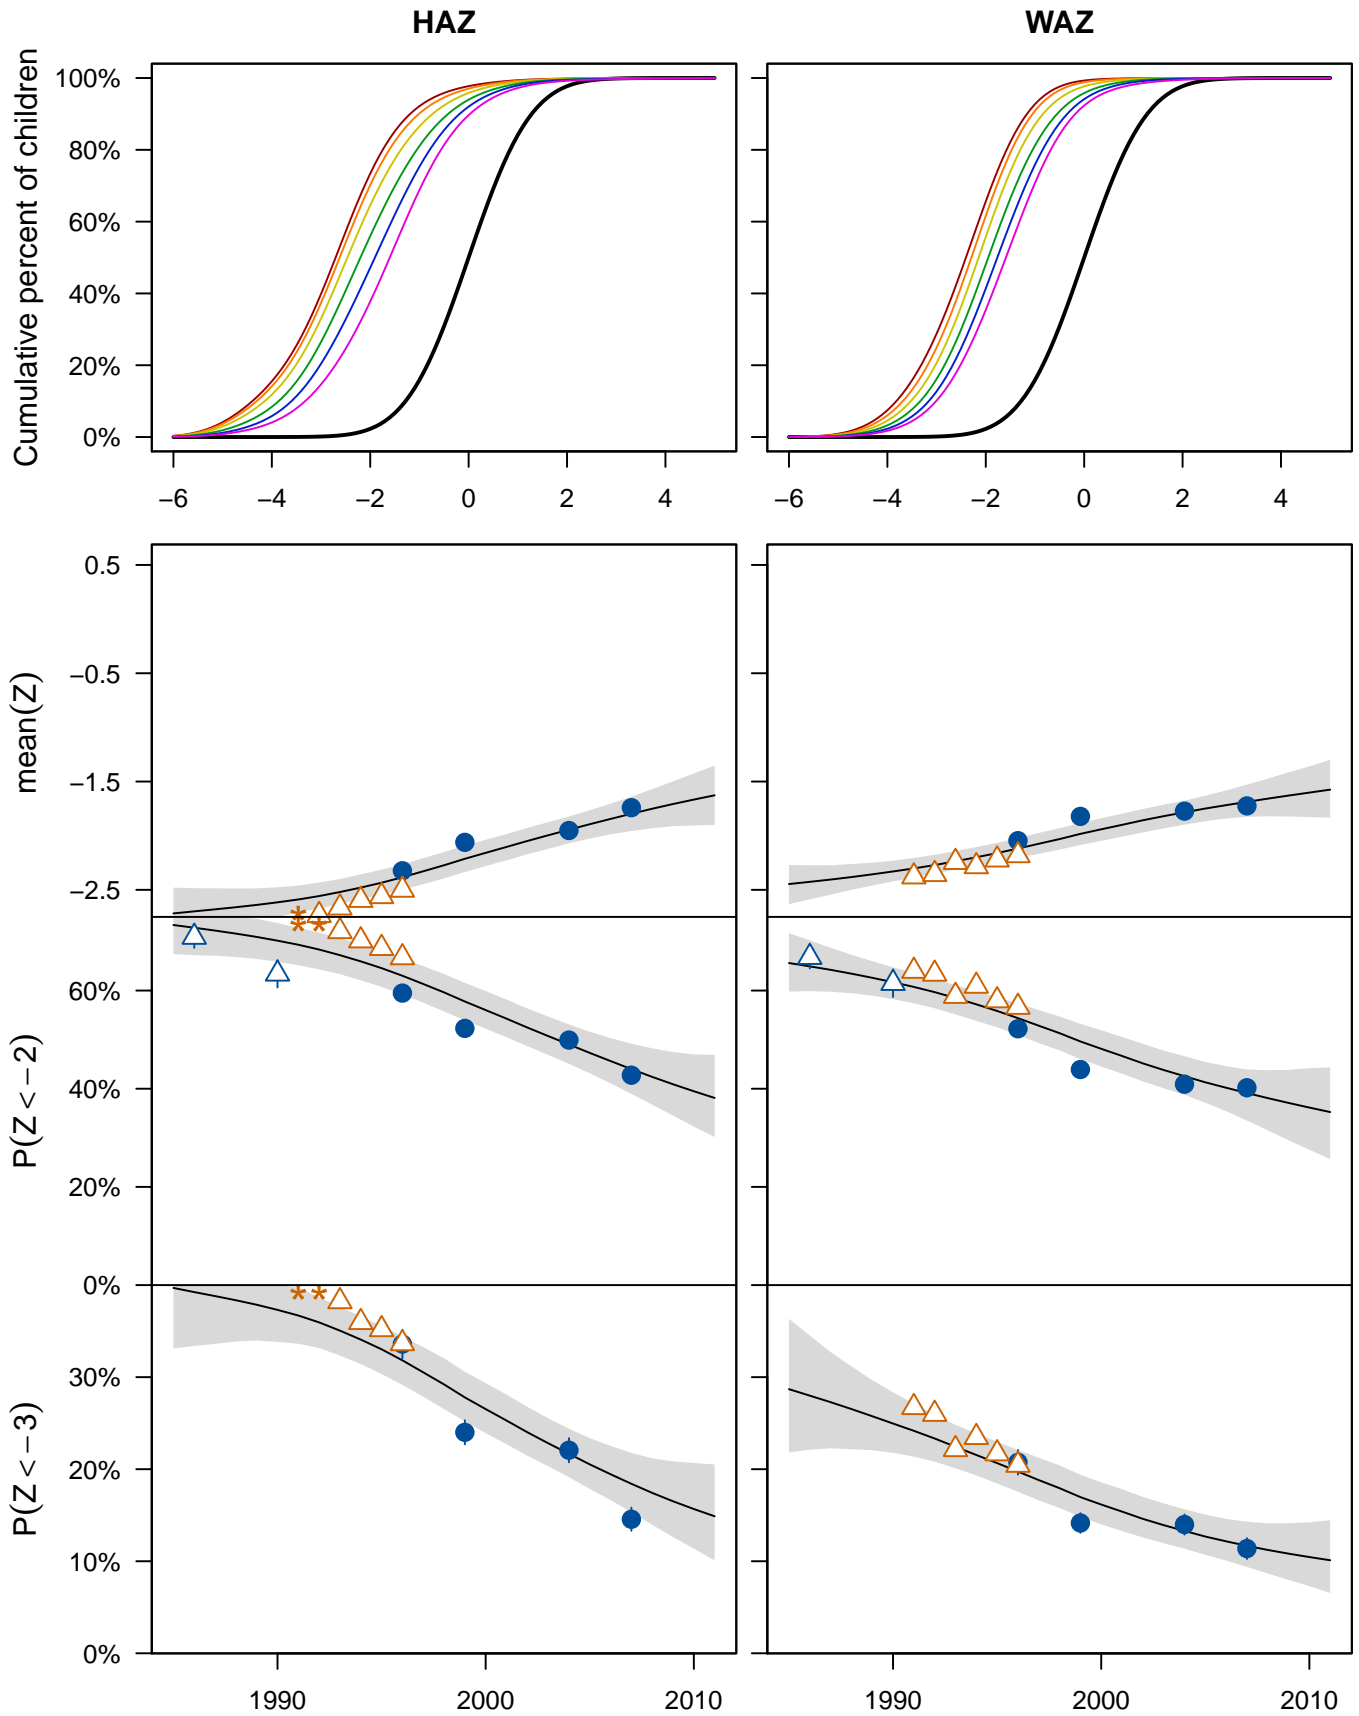 HAZ
WAZ
Cumulative percent of children
100%
80%
60%
40%
20%
0%
−6 −4 −2 0 2 4
−6 −4 −2 0 2 4
mean(Z)
0.5
−0.5
−1.5
−2.5
P(Z < −2)
60%
40%
20%
0%
P(Z < −3)
30%
20%
10%
0%
1990 2000 2010
1990 2000 2010